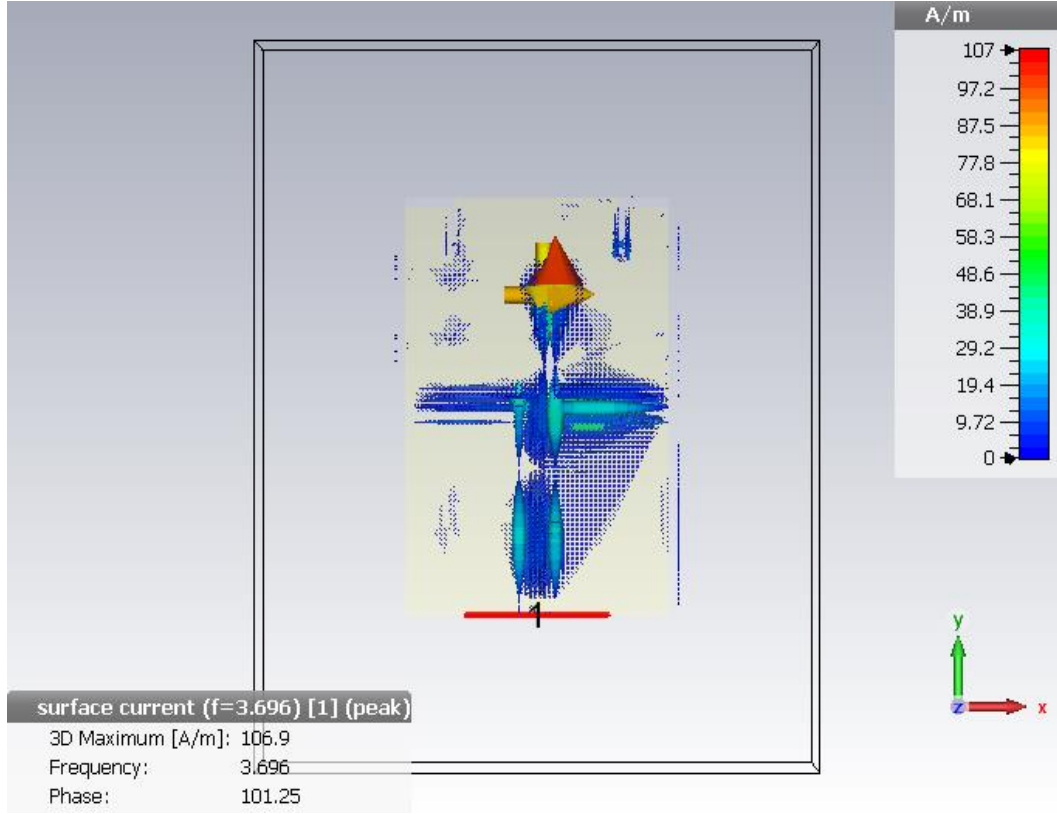 A/m
107
97.2
87.5
77.8
68.1
58.3
48.6
38.9
29.2
19.4
9.72
0
1
y
z
x
surface current (f=3.696) [1] (peak)
3D Maximum [A/m]: 106.9
Frequency: 3.696
Phase: 101.25